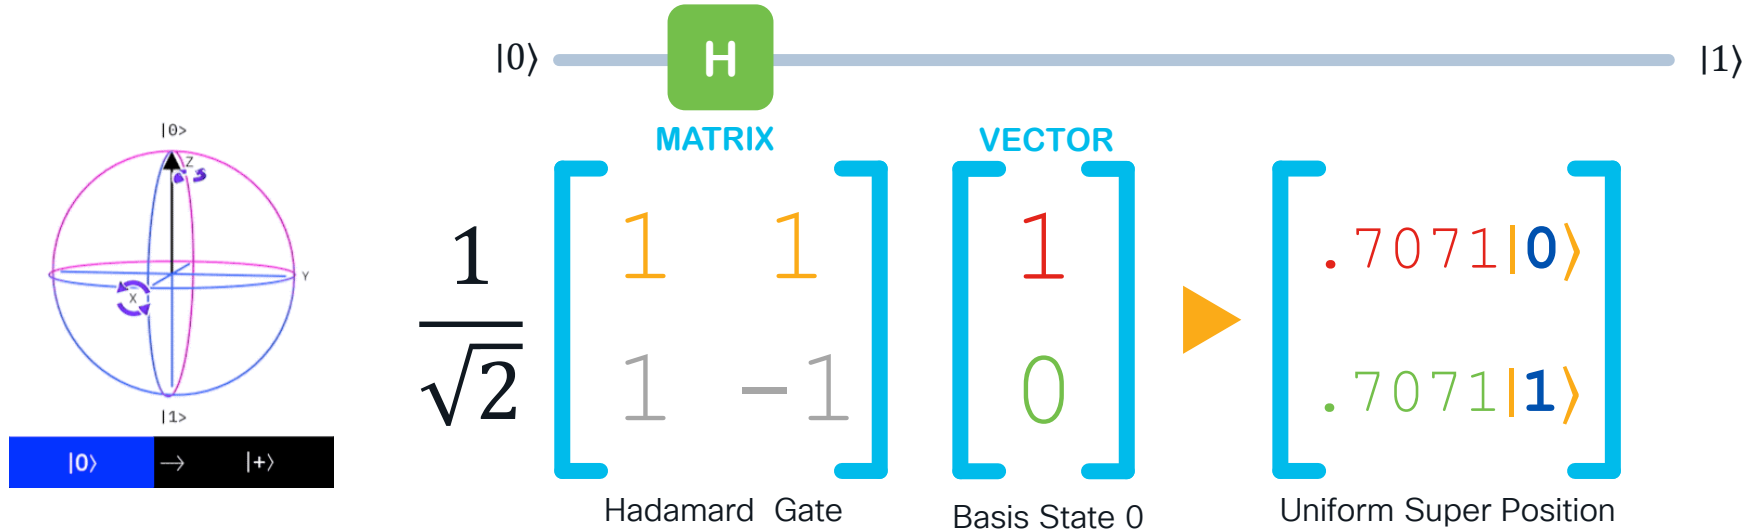 |0⟩ H |1⟩
MATRIX VECTOR
|0>
Z
Y
X
|1>
|0⟩ → |+⟩
1
√2
1 1
1 −1
1
0
.7071|0⟩
.7071|1⟩
Hadamard Gate
Basis State 0
Uniform Super Position